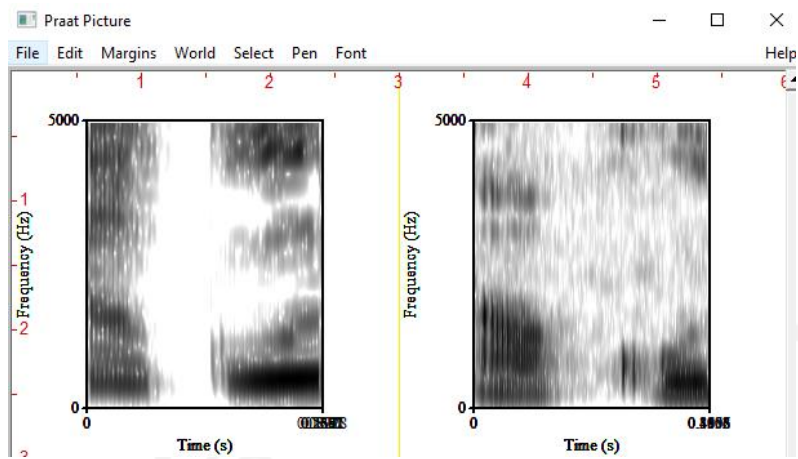 Praat Picture
File Edit Margins World Select Pen Font Help
1 2 3 4 5 6
5000 5000
1
Frequency (Hz) Frequency (Hz)
2
0 0
0 0
Time (s) Time (s)
3